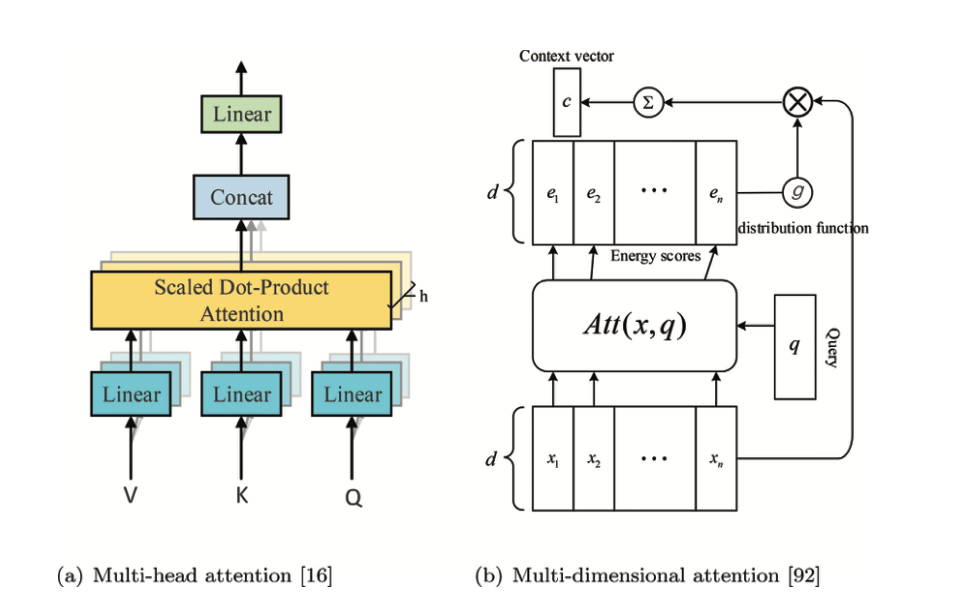 Linear
Concat
Scaled Dot-Product
Attention
h
Linear
Linear
Linear
V
K
Q
(a) Multi-head attention [16]
Context vector
c
Σ
d
e1
e2
...
en
g
distribution function
Energy scores
Att(x,q)
q
Query
d
x1
x2
...
xn
(b) Multi-dimensional attention [92]